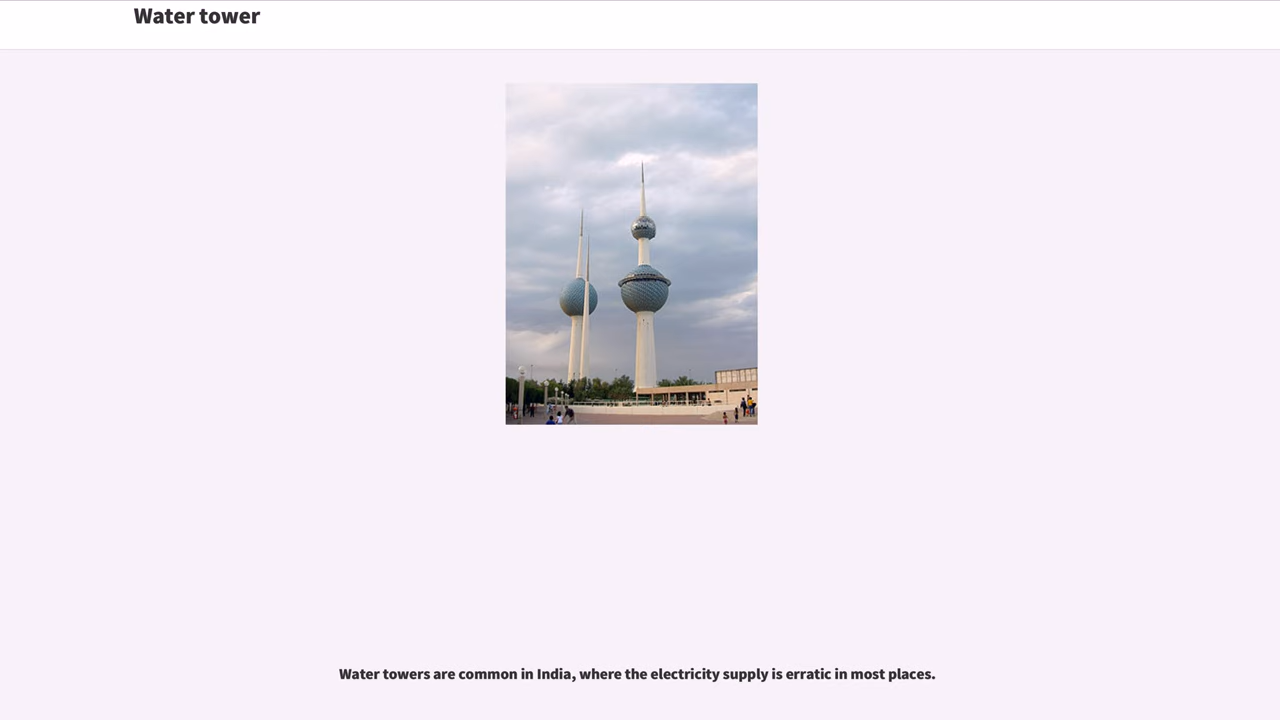 Water tower
Water towers are common in India, where the electricity supply is erratic in most places.